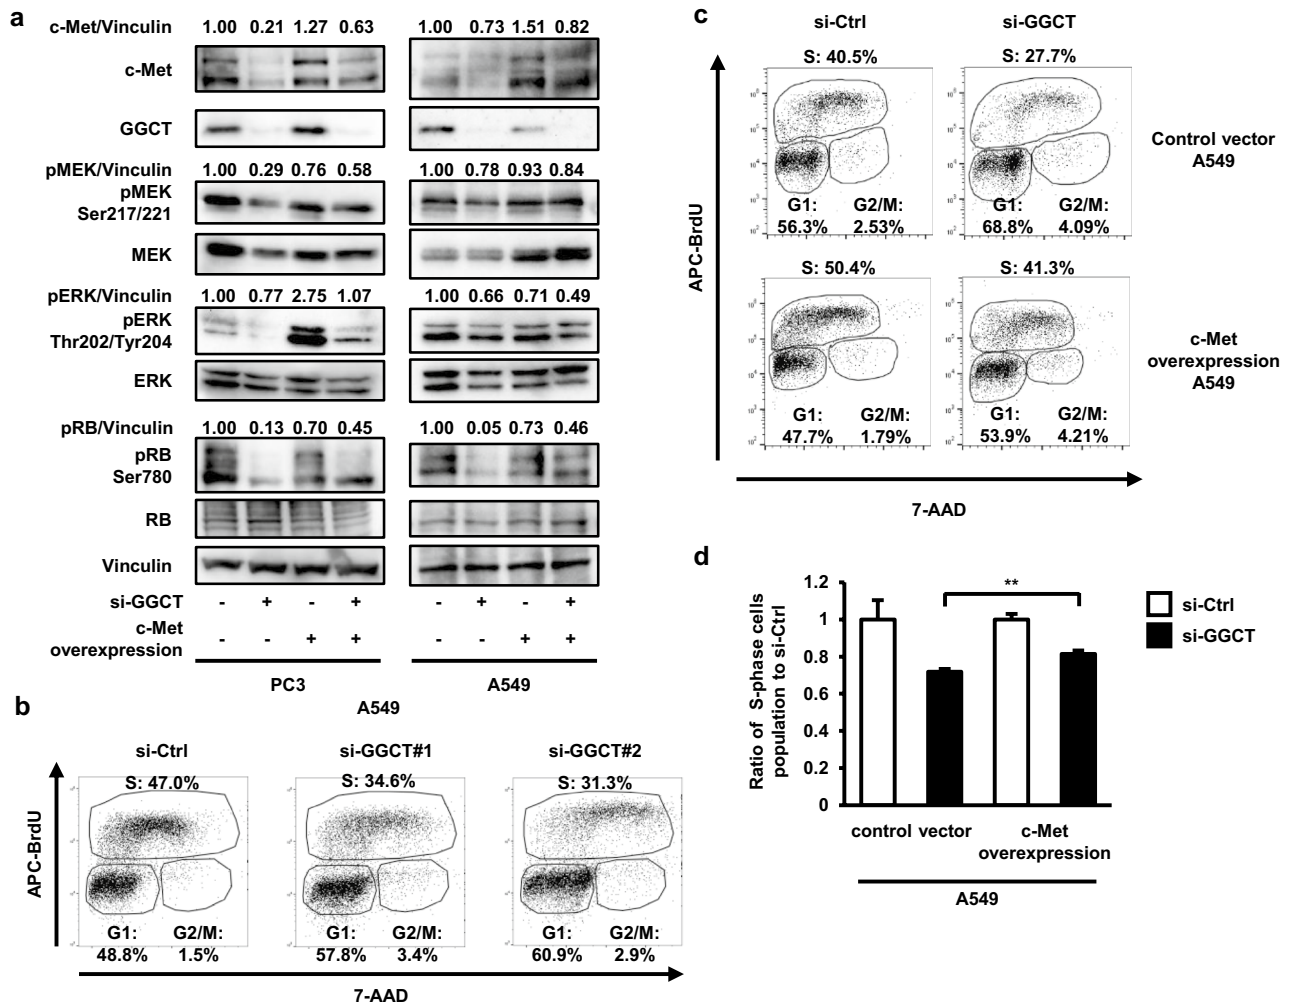 a
c-Met/Vinculin 1.00 0.21 1.27 0.63 1.00 0.73 1.51 0.82
c-Met
GGCT
pMEK/Vinculin 1.00 0.29 0.76 0.58 1.00 0.78 0.93 0.84
pMEK
Ser217/221
MEK
pERK/Vinculin 1.00 0.77 2.75 1.07 1.00 0.66 0.71 0.49
pERK
Thr202/Tyr204
ERK
pRB/Vinculin 1.00 0.13 0.70 0.45 1.00 0.05 0.73 0.46
pRB
Ser780
RB
Vinculin
si-GGCT - + - + - + - +
c-Met
overexpression - - + + - - + +
PC3 A549
b
A549
si-Ctrl si-GGCT#1 si-GGCT#2
S: 47.0% S: 34.6% S: 31.3%
APC-BrdU
G1: G2/M: G1: G2/M: G1: G2/M:
48.8% 1.5% 57.8% 3.4% 60.9% 2.9%
7-AAD
c
si-Ctrl si-GGCT
S: 40.5% S: 27.7%
Control vector
A549
G1: G2/M: G1: G2/M:
56.3% 2.53% 68.8% 4.09%
APC-BrdU
S: 50.4% S: 41.3%
c-Met
overexpression
A549
G1: G2/M: G1: G2/M:
47.7% 1.79% 53.9% 4.21%
7-AAD
d
Ratio of S-phase cells
population to si-Ctrl
1.2
1
0.8
0.6
0.4
0.2
0
**
si-Ctrl
si-GGCT
control vector c-Met
overexpression
A549